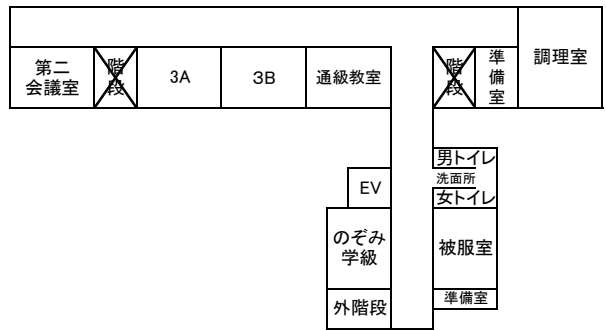 第二
会議室
階
段
3A
3B
通級教室
階
段
準
備
室
調理室
男トイレ
洗面所
女トイレ
EV
のぞみ
学級
被服室
外階段
準備室